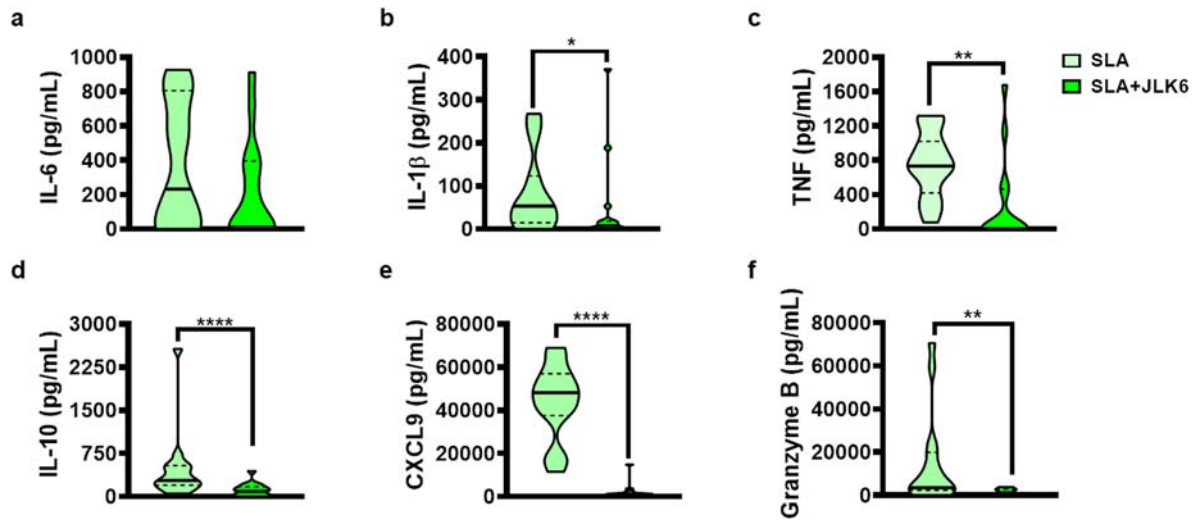 a
b
c
IL-6 (pg/mL)
1000
800
600
400
200
0
IL-1β (pg/mL)
400
300
200
100
0
*
TNF (pg/mL)
2000
1600
1200
800
400
0
**
SLA
SLA+JLK6
d
e
f
IL-10 (pg/mL)
3000
2250
1500
750
0
****
CXCL9 (pg/mL)
80000
60000
40000
20000
0
****
Granzyme B (pg/mL)
80000
60000
40000
20000
0
**